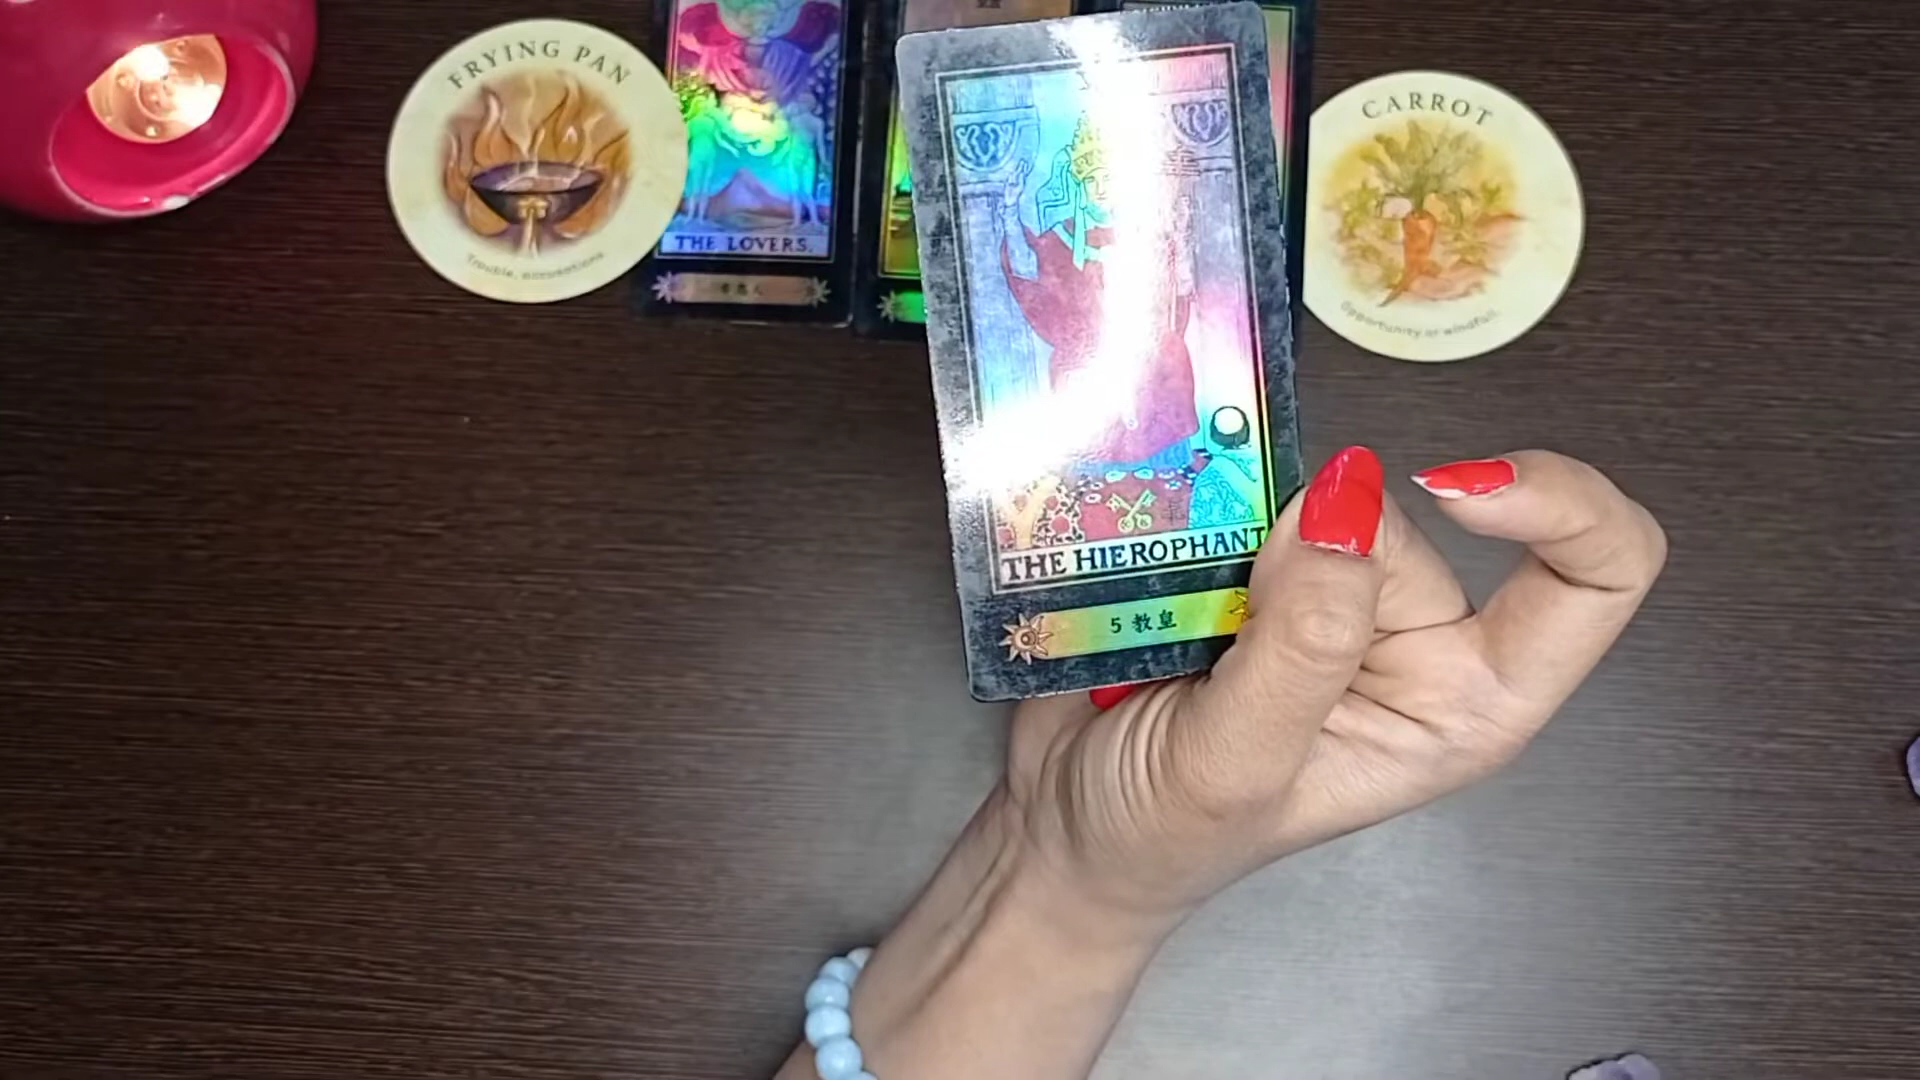 FRYING PAN
Trouble, accusations.
THE LOVERS.
THE HIEROPHANT
5 教皇
CARROT
Opportunity or windfall.